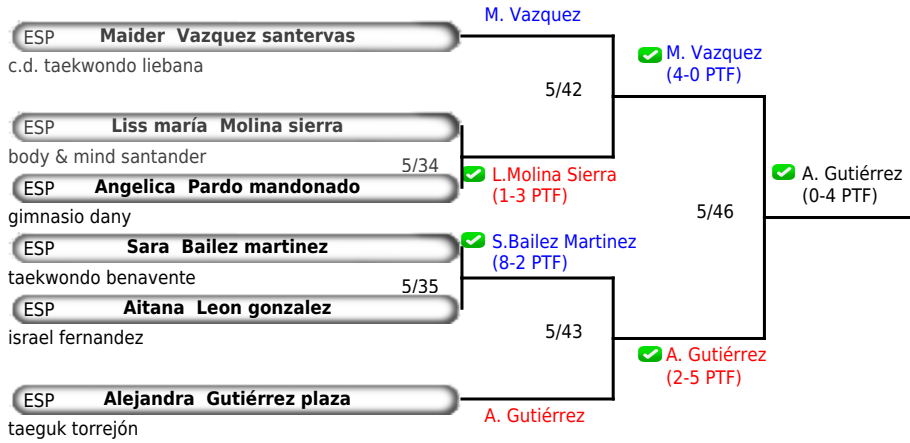 M. Vazquez
ESP Maider Vazquez santervas
c.d. taekwondo liebana
M. Vazquez
(4-0 PTF)
5/42
ESP Liss maría Molina sierra
body & mind santander
5/34
L.Molina Sierra
(1-3 PTF)
ESP Angelica Pardo mandonado
gimnasio dany
A. Gutiérrez
(0-4 PTF)
5/46
ESP Sara Bailez martinez
taekwondo benavente
S.Bailez Martinez
(8-2 PTF)
5/35
ESP Aitana Leon gonzalez
israel fernandez
5/43
A. Gutiérrez
(2-5 PTF)
ESP Alejandra Gutiérrez plaza
taeguk torrejón
A. Gutiérrez